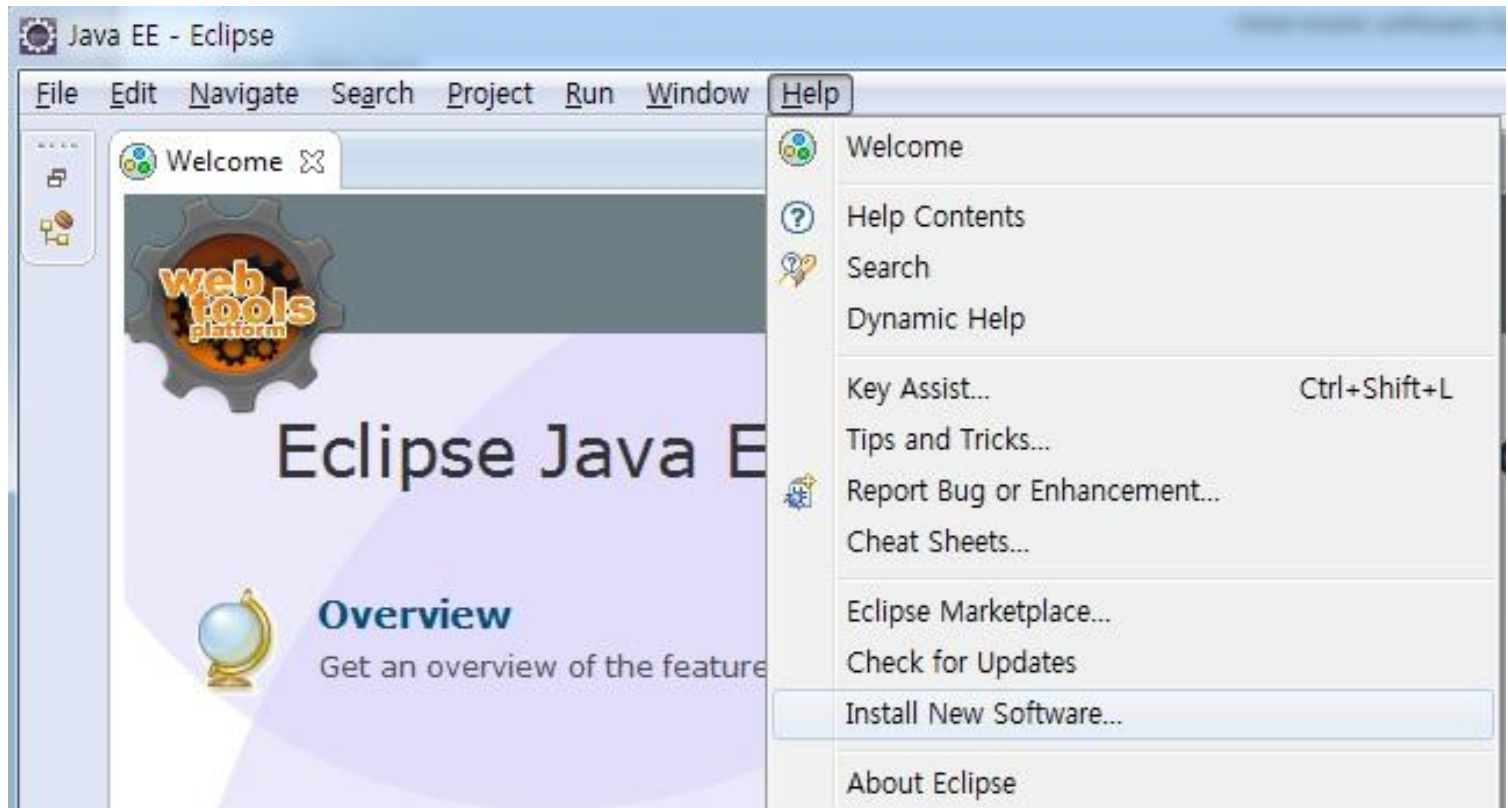 Java EE - Eclipse
File Edit Navigate Search Project Run Window Help
Welcome
web
tools
platform
Eclipse Java E
Overview
Get an overview of the feature
Welcome
Help Contents
Search
Dynamic Help
Key Assist... Ctrl+Shift+L
Tips and Tricks...
Report Bug or Enhancement...
Cheat Sheets...
Eclipse Marketplace...
Check for Updates
Install New Software...
About Eclipse